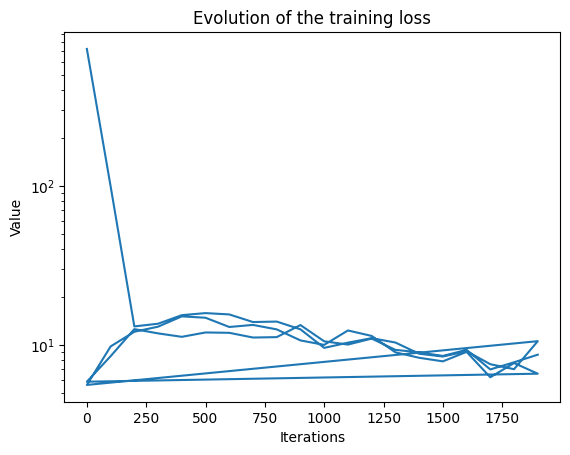 Evolution of the training loss
Value
10²
10¹
0 250 500 750 1000 1250 1500 1750
Iterations